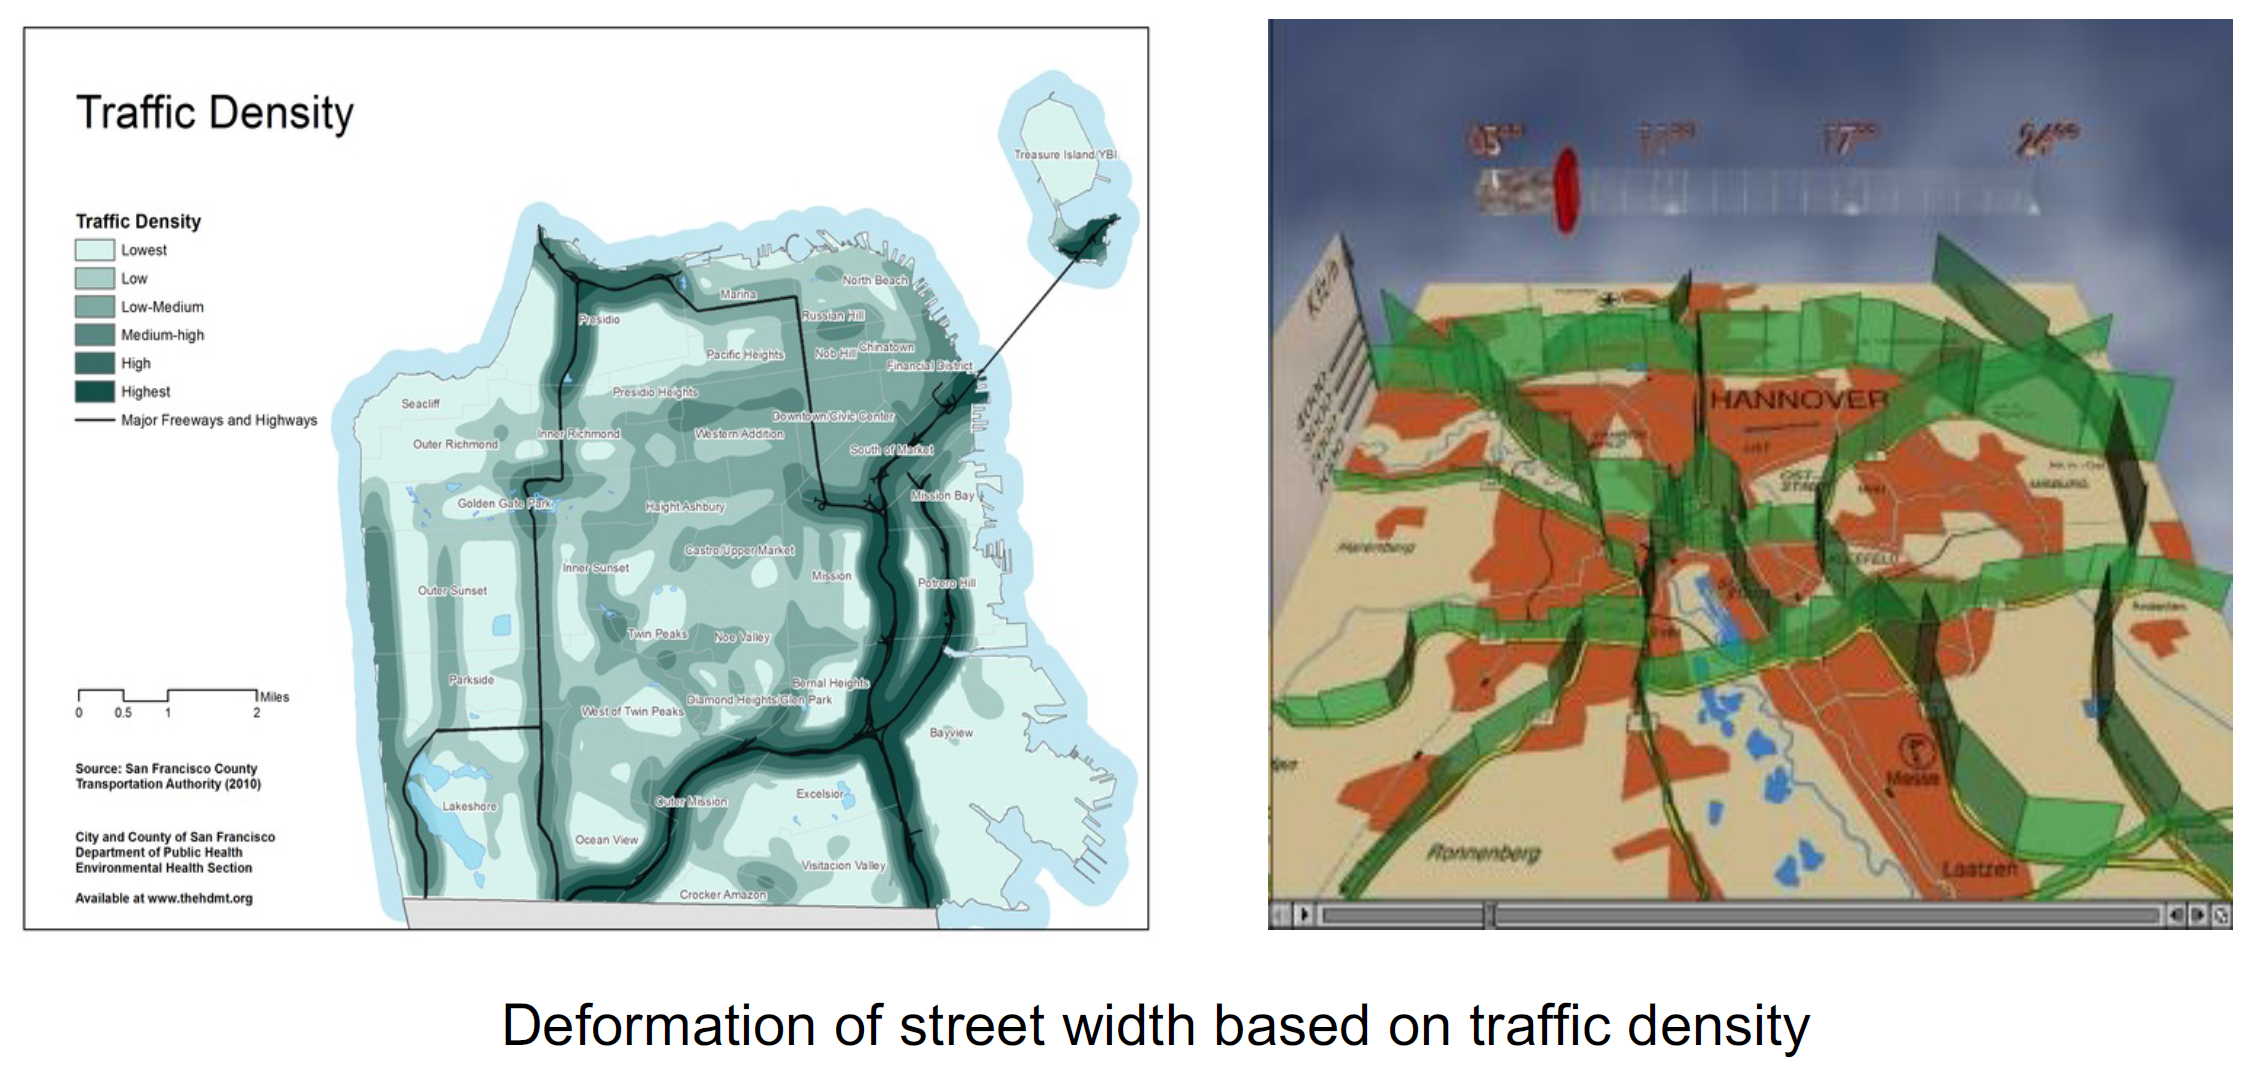 Traffic Density
Traffic Density
Lowest
Low
Low-Medium
Medium-high
High
Highest
Major Freeways and Highways
Miles
0 0.5 1 2
Source: San Francisco County
Transportation Authority (2010)
City and County of San Francisco
Department of Public Health
Environmental Health Section
Available at www.thehdmt.org
Treasure Island/YBI
North Beach
Marina
Presidio
Russian Hill
Chinatown
Nob Hill
Pacific Heights
Financial District
Presidio Heights
Seacliff
Downtown/Civic Center
Inner Richmond
Western Addition
Outer Richmond
South of Market
Mission Bay
Golden Gate Park
Haight Ashbury
Castro/Upper Market
Inner Sunset
Mission
Potrero Hill
Outer Sunset
Twin Peaks
Noe Valley
Parkside
Bernal Heights
Diamond Heights/Glen Park
West of Twin Peaks
Bayview
Excelsior
Outer Mission
Lakeshore
Ocean View
Visitacion Valley
Crocker Amazon
HANNOVER
Harenberg
Messe
Ronnenberg
Laatzen
Deformation of street width based on traffic density